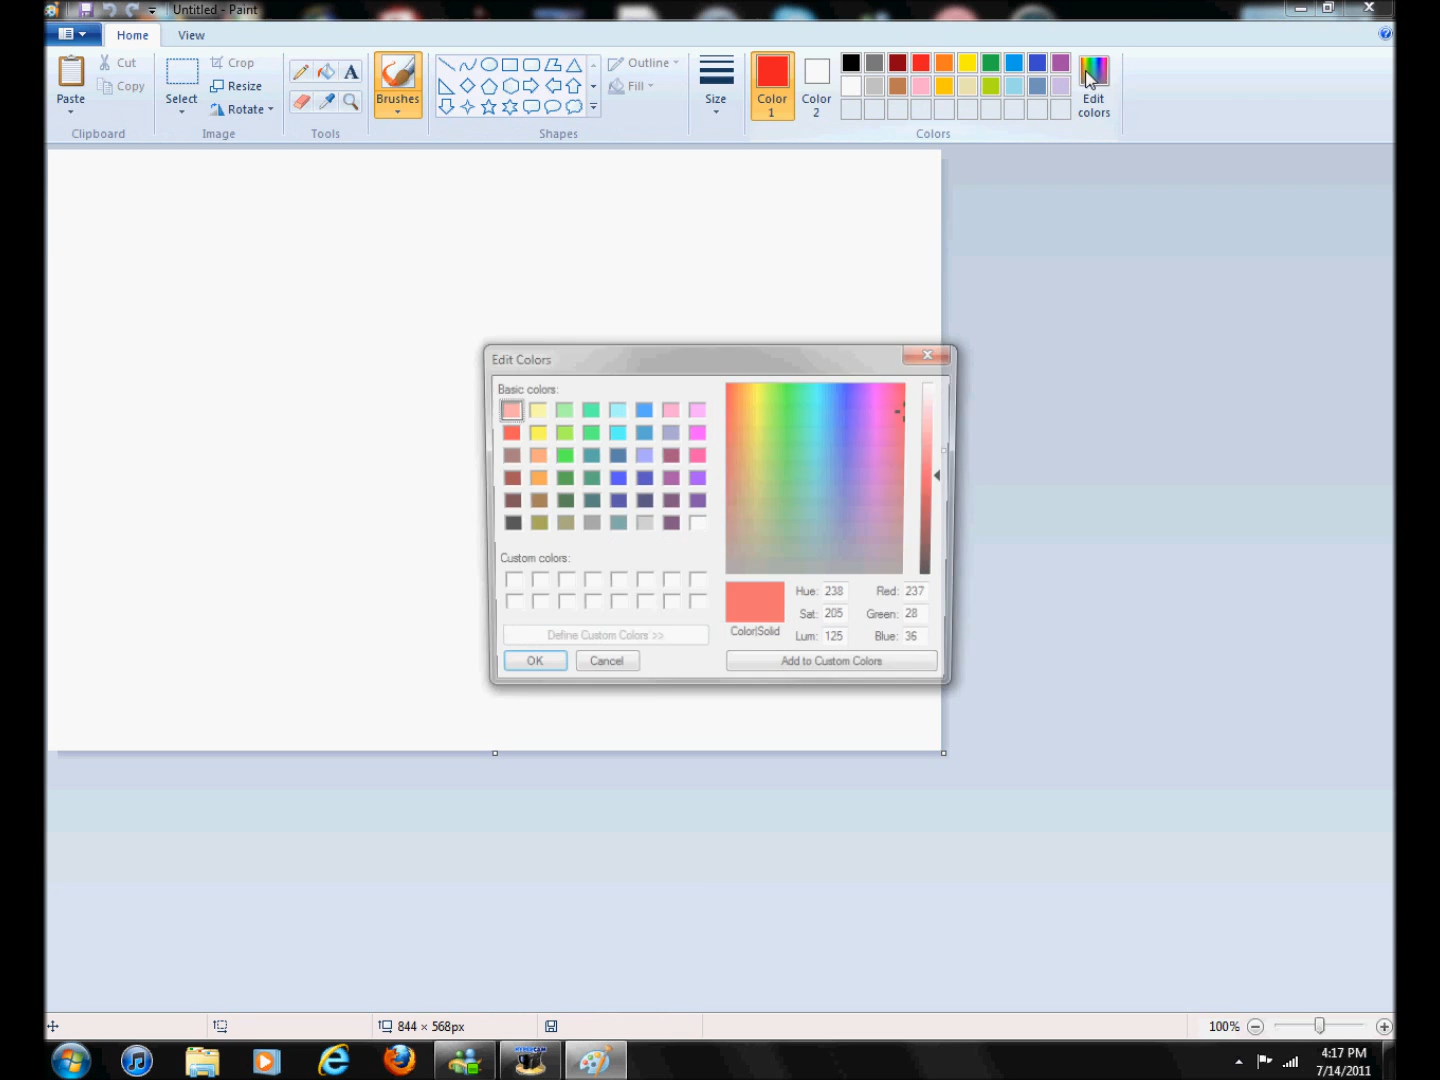 Untitled - Paint
Home View
Paste
Cut
Copy
Clipboard
Select
Crop
Resize
Rotate
Image
A
Tools
Brushes
Outline
Fill
Shapes
Size
Color 1
Color 2
Edit colors
Colors
Edit Colors
Basic colors:
Custom colors:
Define Custom Colors >>
OK Cancel
Color|Solid
Hue: 238 Red: 237
Sat: 205 Green: 28
Lum: 125 Blue: 36
Add to Custom Colors
844 × 568px
100%
4:17 PM
7/14/2011